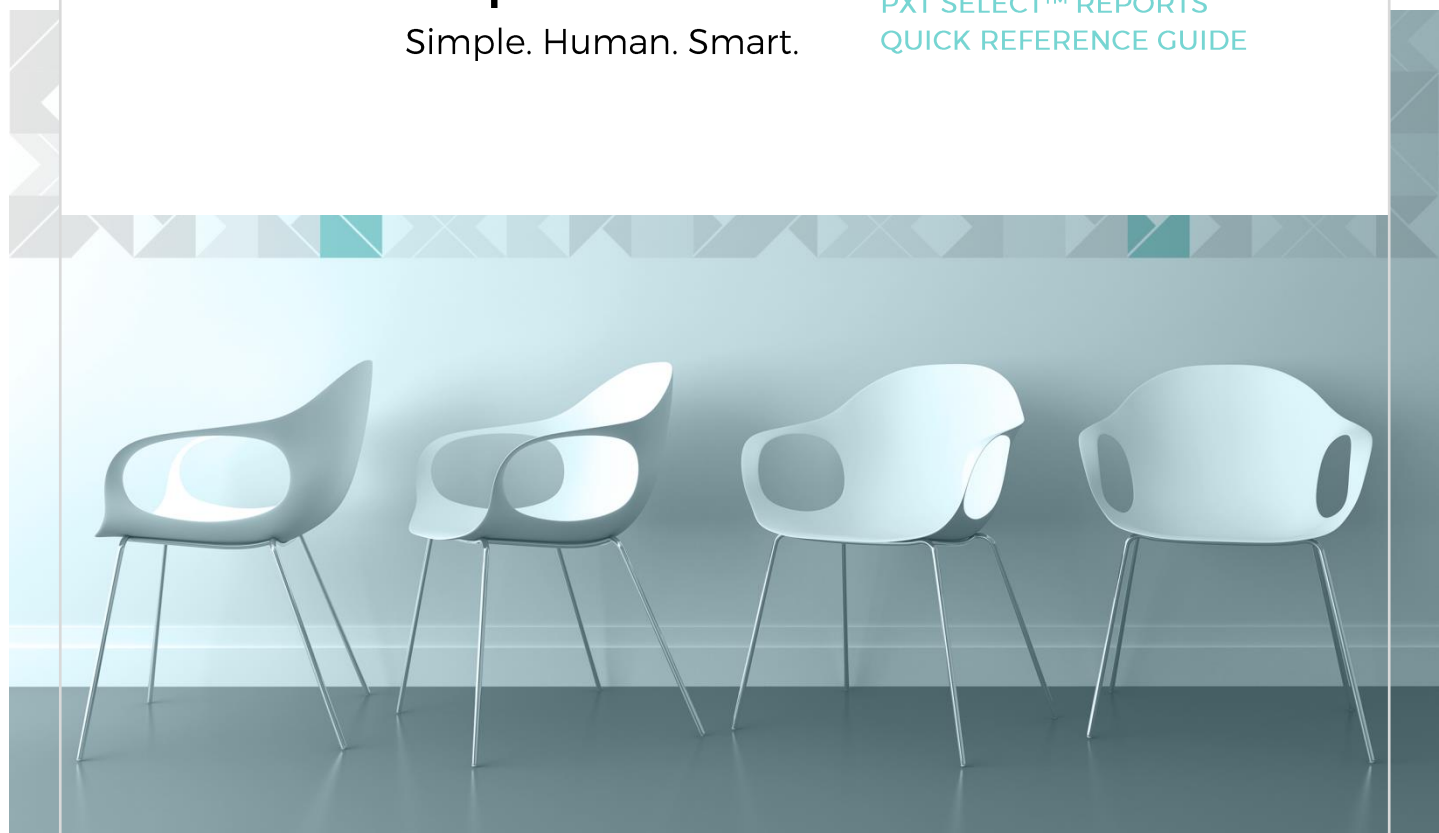 PXT SELECT™ REPORTS
Simple. Human. Smart.
QUICK REFERENCE GUIDE